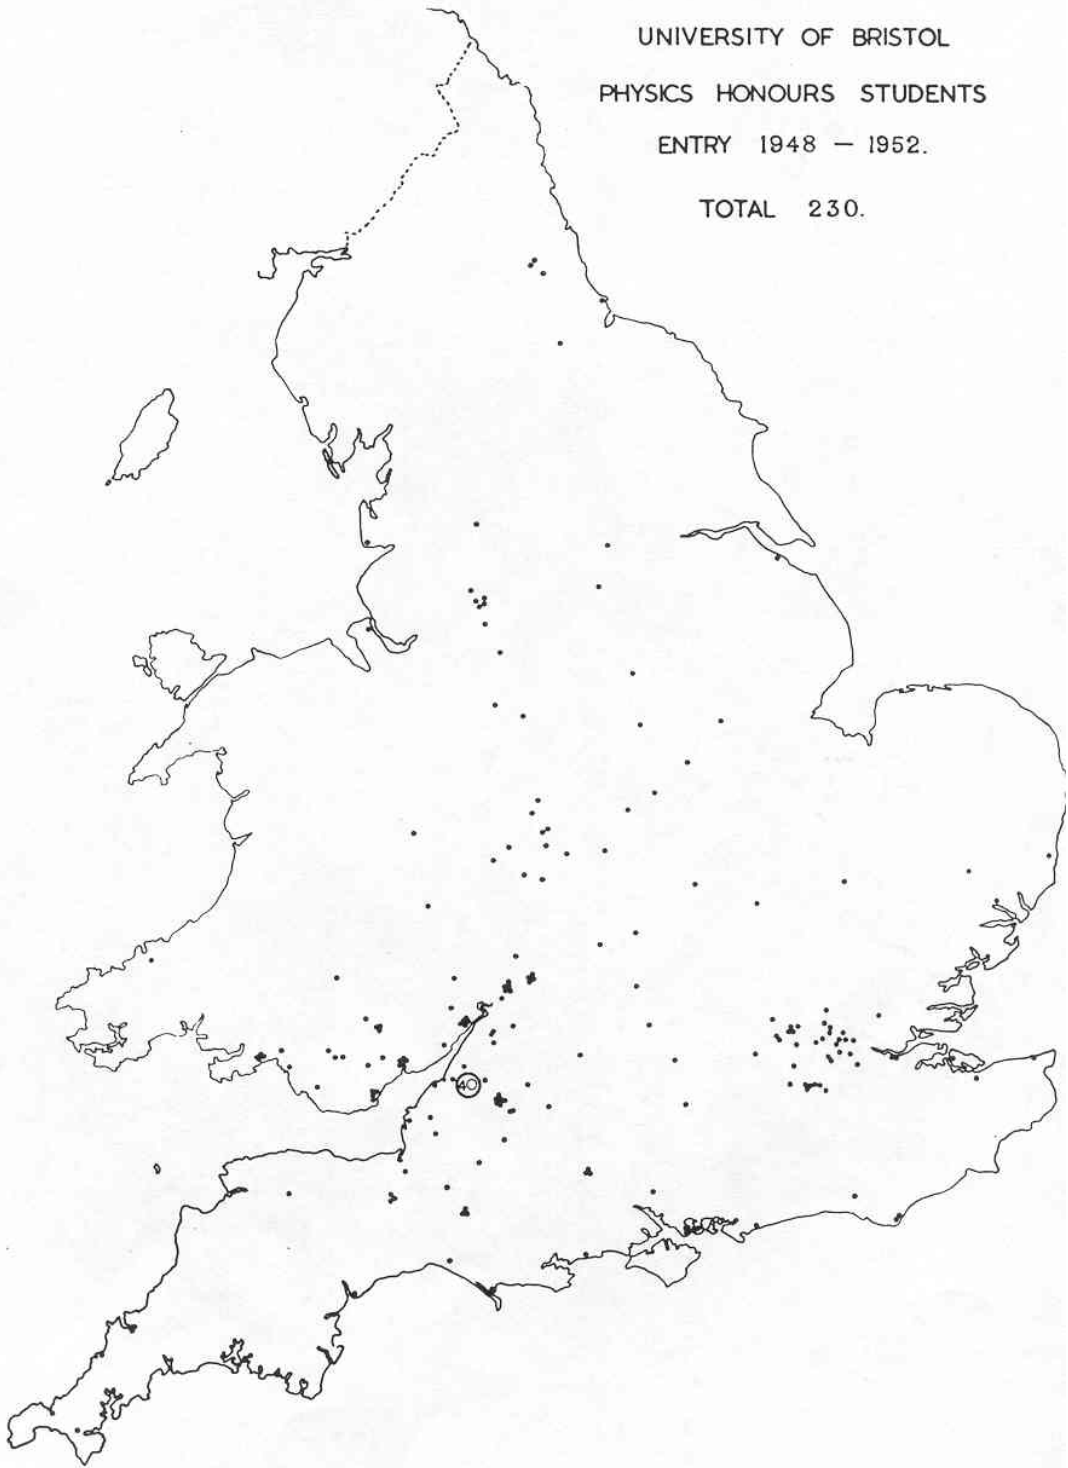 UNIVERSITY OF BRISTOL
PHYSICS HONOURS STUDENTS
ENTRY 1948 – 1952.
TOTAL 230.
40